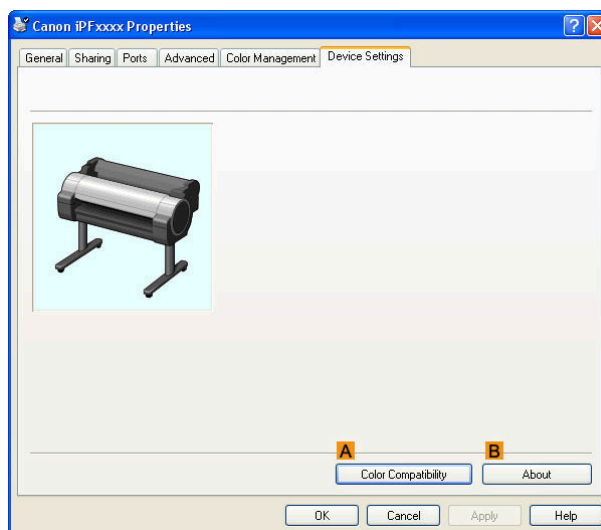 Canon iPFxxxx Properties
General Sharing Ports Advanced Color Management Device Settings
A B
Color Compatibility About
OK Cancel Apply Help